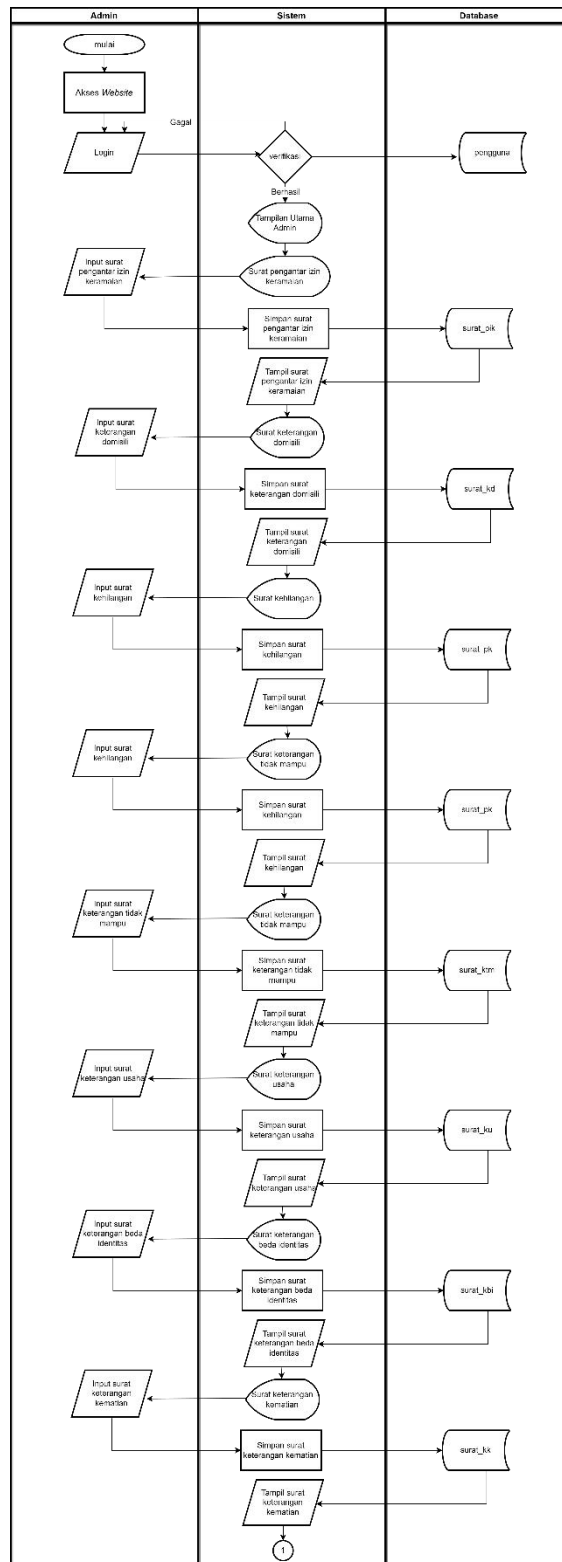 Admin
Sistem
Database
mulai
Akses Website
Gagal
Login
verifikasi
pengguna
Berhasil
Tampilan Utama
Admin
Input surat
pengantar izin
keramaian
Surat pengantar izin
keramaian
Simpan surat
pengantar izin
keramaian
surat_pik
Tampil surat
pengantar izin
keramaian
Input surat
keterangan
domisili
Surat keterangan
domisili
Simpan surat
keterangan domisili
surat_kd
Tampil surat
keterangan
domisili
Input surat
kehilangan
Surat kehilangan
Simpan surat
kehilangan
surat_pk
Tampil surat
kehilangan
Input surat
kehilangan
Surat keterangan
tidak mampu
Simpan surat
kehilangan
surat_pk
Tampil surat
kehilangan
Input surat
keterangan tidak
mampu
Surat keterangan
tidak mampu
Simpan surat
keterangan tidak
mampu
surat_ktm
Tampil surat
keterangan tidak
mampu
Input surat
keterangan usaha
Surat keterangan
usaha
Simpan surat
keterangan usaha
surat_ku
Tampil surat
keterangan usaha
Input surat
keterangan beda
identitas
Surat keterangan
beda identitas
Simpan surat
keterangan beda
identitas
surat_kbi
Tampil surat
keterangan beda
identitas
Input surat
keterangan
kematian
Surat keterangan
kematian
Simpan surat
keterangan kematian
surat_kk
Tampil surat
keterangan
kematian
1